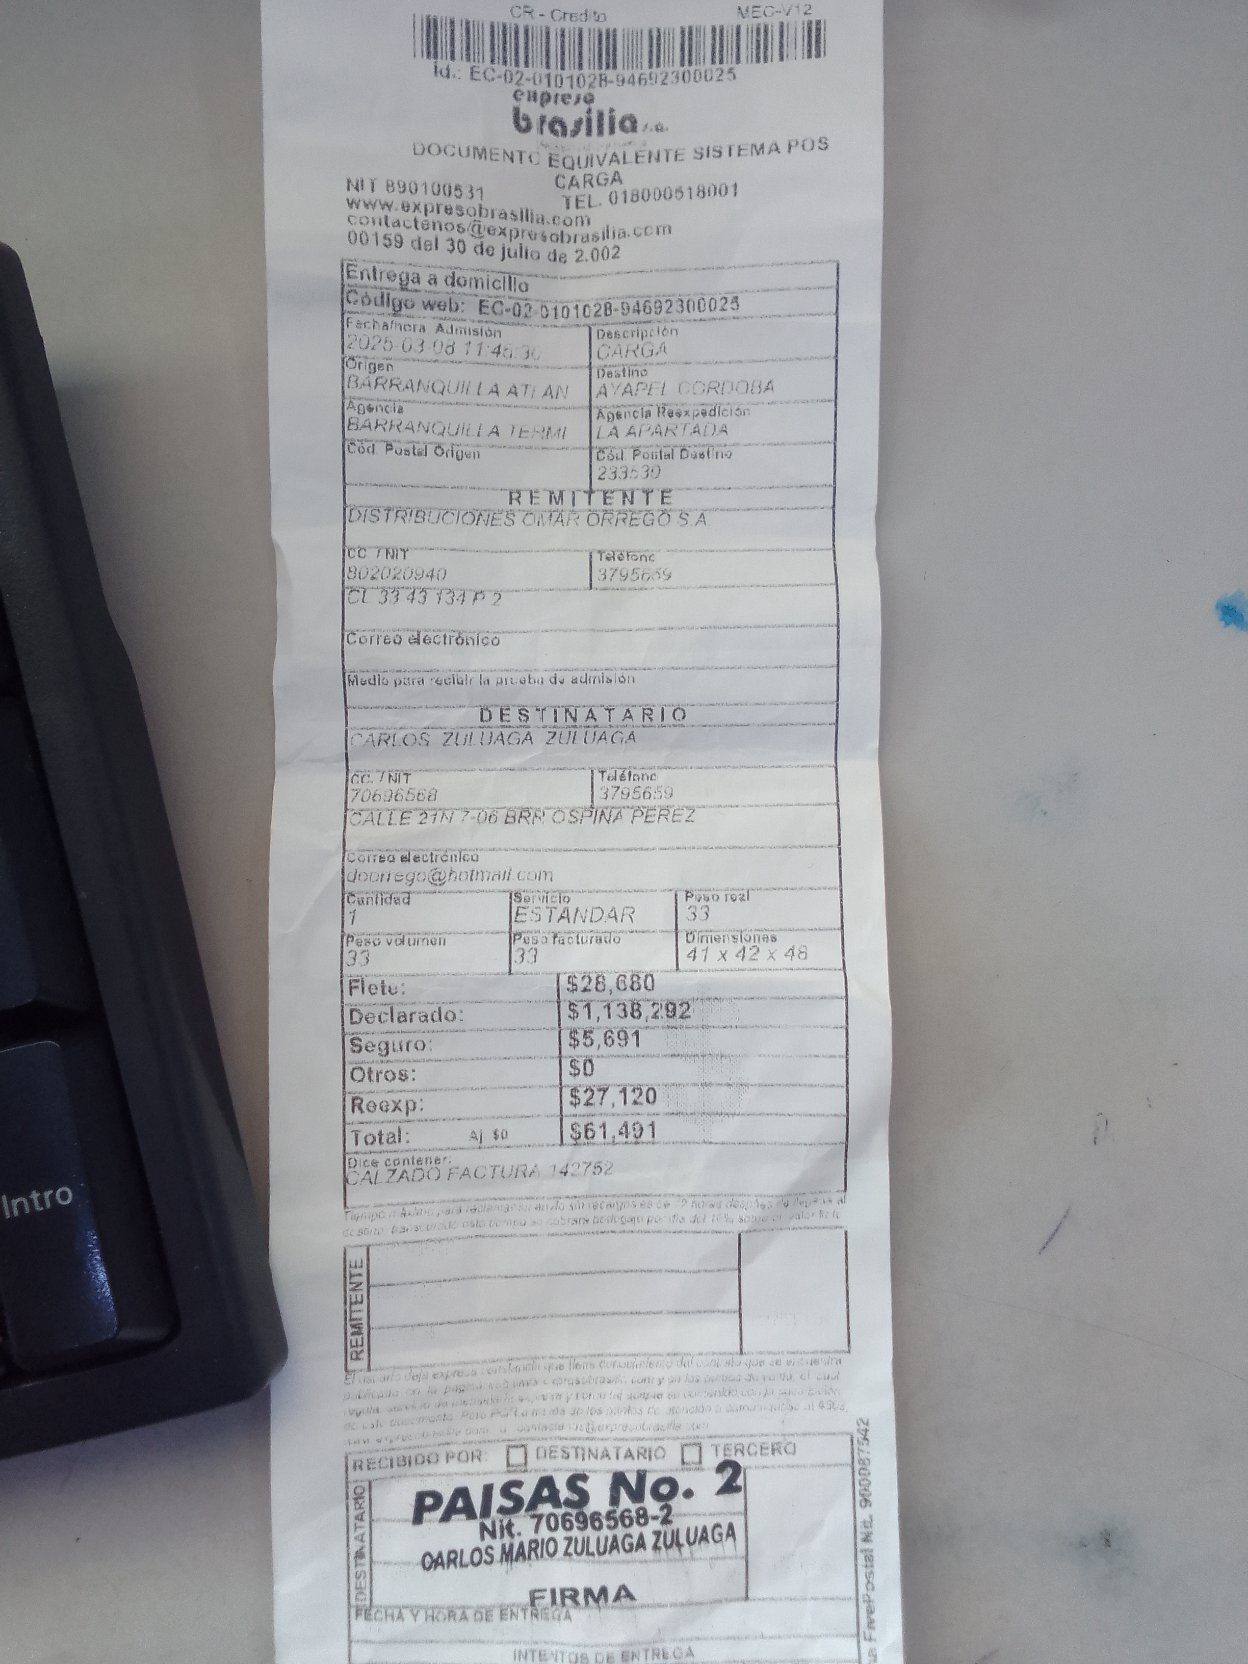 CR - Credito MEC-V12
Id.: EC-02-0101028-94692300025
expreso
brasilia s.a.
DOCUMENTO EQUIVALENTE SISTEMA POS
CARGA
NIT 890100531 TEL. 018000518001
www.expresobrasilia.com
contactenos@expresobrasilia.com
00159 del 30 de julio de 2.002
Entrega a domicilio
Código web: EC-02-0101028-94692300025
Fecha/hora Admisión Descripción
2025-03-08 11:45:30 CARGA
Origen Destino
BARRANQUILLA ATLAN AYAPEL CORDOBA
Agencia Agencia Reexpedición
BARRANQUILLA TERMI LA APARTADA
Cód. Postal Origen Cód. Postal Destino
233530
REMITENTE
DISTRIBUCIONES OMAR ORREGO S.A
CC. / NIT Teléfono
802020940 3795659
CL 33 43 134 P 2
Correo electrónico
Medio para recibir la prueba de admisión
DESTINATARIO
CARLOS ZULUAGA ZULUAGA
CC. / NIT Teléfono
70696568 3795659
CALLE 21N 7-06 BRR OSPINA PEREZ
Correo electrónico
doorrego@hotmail.com
Cantidad Servicio Peso real
1 ESTANDAR 33
Peso volumen Peso facturado Dimensiones
33 33 41 x 42 x 48
Flete: $28,680
Declarado: $1,138,292
Seguro: $5,691
Otros: $0
Reexp: $27,120
Total: Aj $0 $61,491
Dice contener:
CALZADO FACTURA 142752
REMITENTE
RECIBIDO POR: DESTINATARIO TERCERO
DESTINATARIO
PAISAS No. 2
Nit. 70696568-2
CARLOS MARIO ZULUAGA ZULUAGA
FIRMA
FECHA Y HORA DE ENTREGA
INTENTOS DE ENTREGA
FivePostal Nit. 900087542
Intro